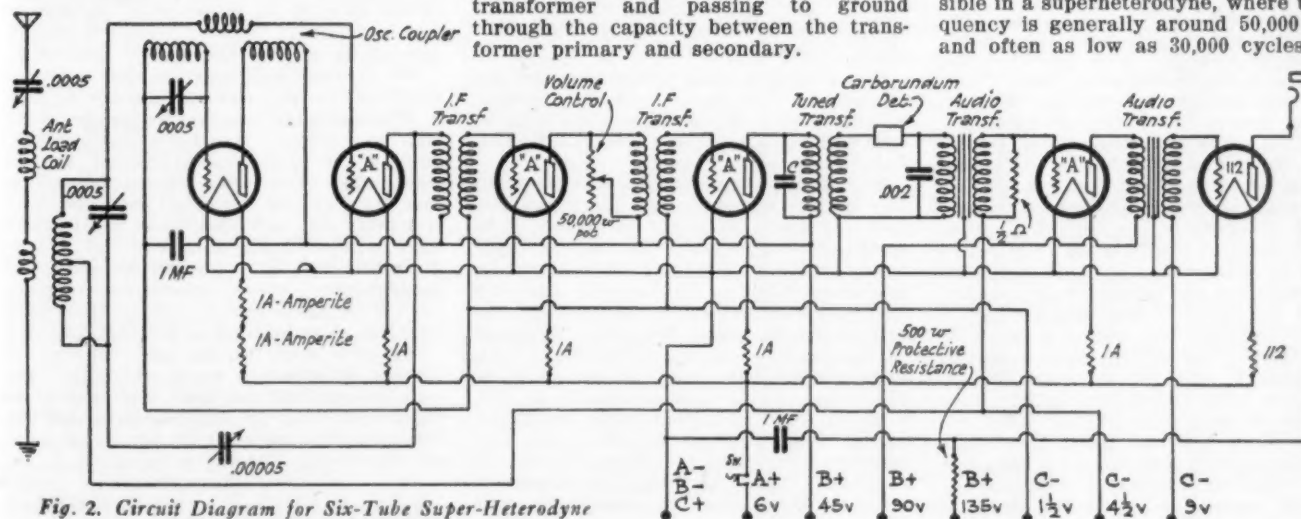 transformer and passing to ground
through the capacity between the trans-
former primary and secondary.
sible in a superheterodyne, where
quency is generally around 50,000
and often as low as 30,000 cycles
Osc. Coupler
.0005
Ant
Load
Coil
.0005
.0005
I.F
Transf.
Volume
Control
I.F
Transf.
Tuned
Transf.
Carborundum
Det.
Audio
Transf.
Audio
Transf.
"A"
"A"
50,000 ω
pot.
"A"
C
.002
½ Ω
"A"
112
1 MF
1A-Amperite
1A-Amperite
1A
1A
1A
500 ω
Protective
Resistance
1A
112
.00005
1 MF
A-
B-
C+
Sw.
A+
6v
B+
45v
B+
90v
B+
135v
C-
1½v
C-
4½v
C-
9v
Fig. 2. Circuit Diagram for Six-Tube Super-Heterodyne